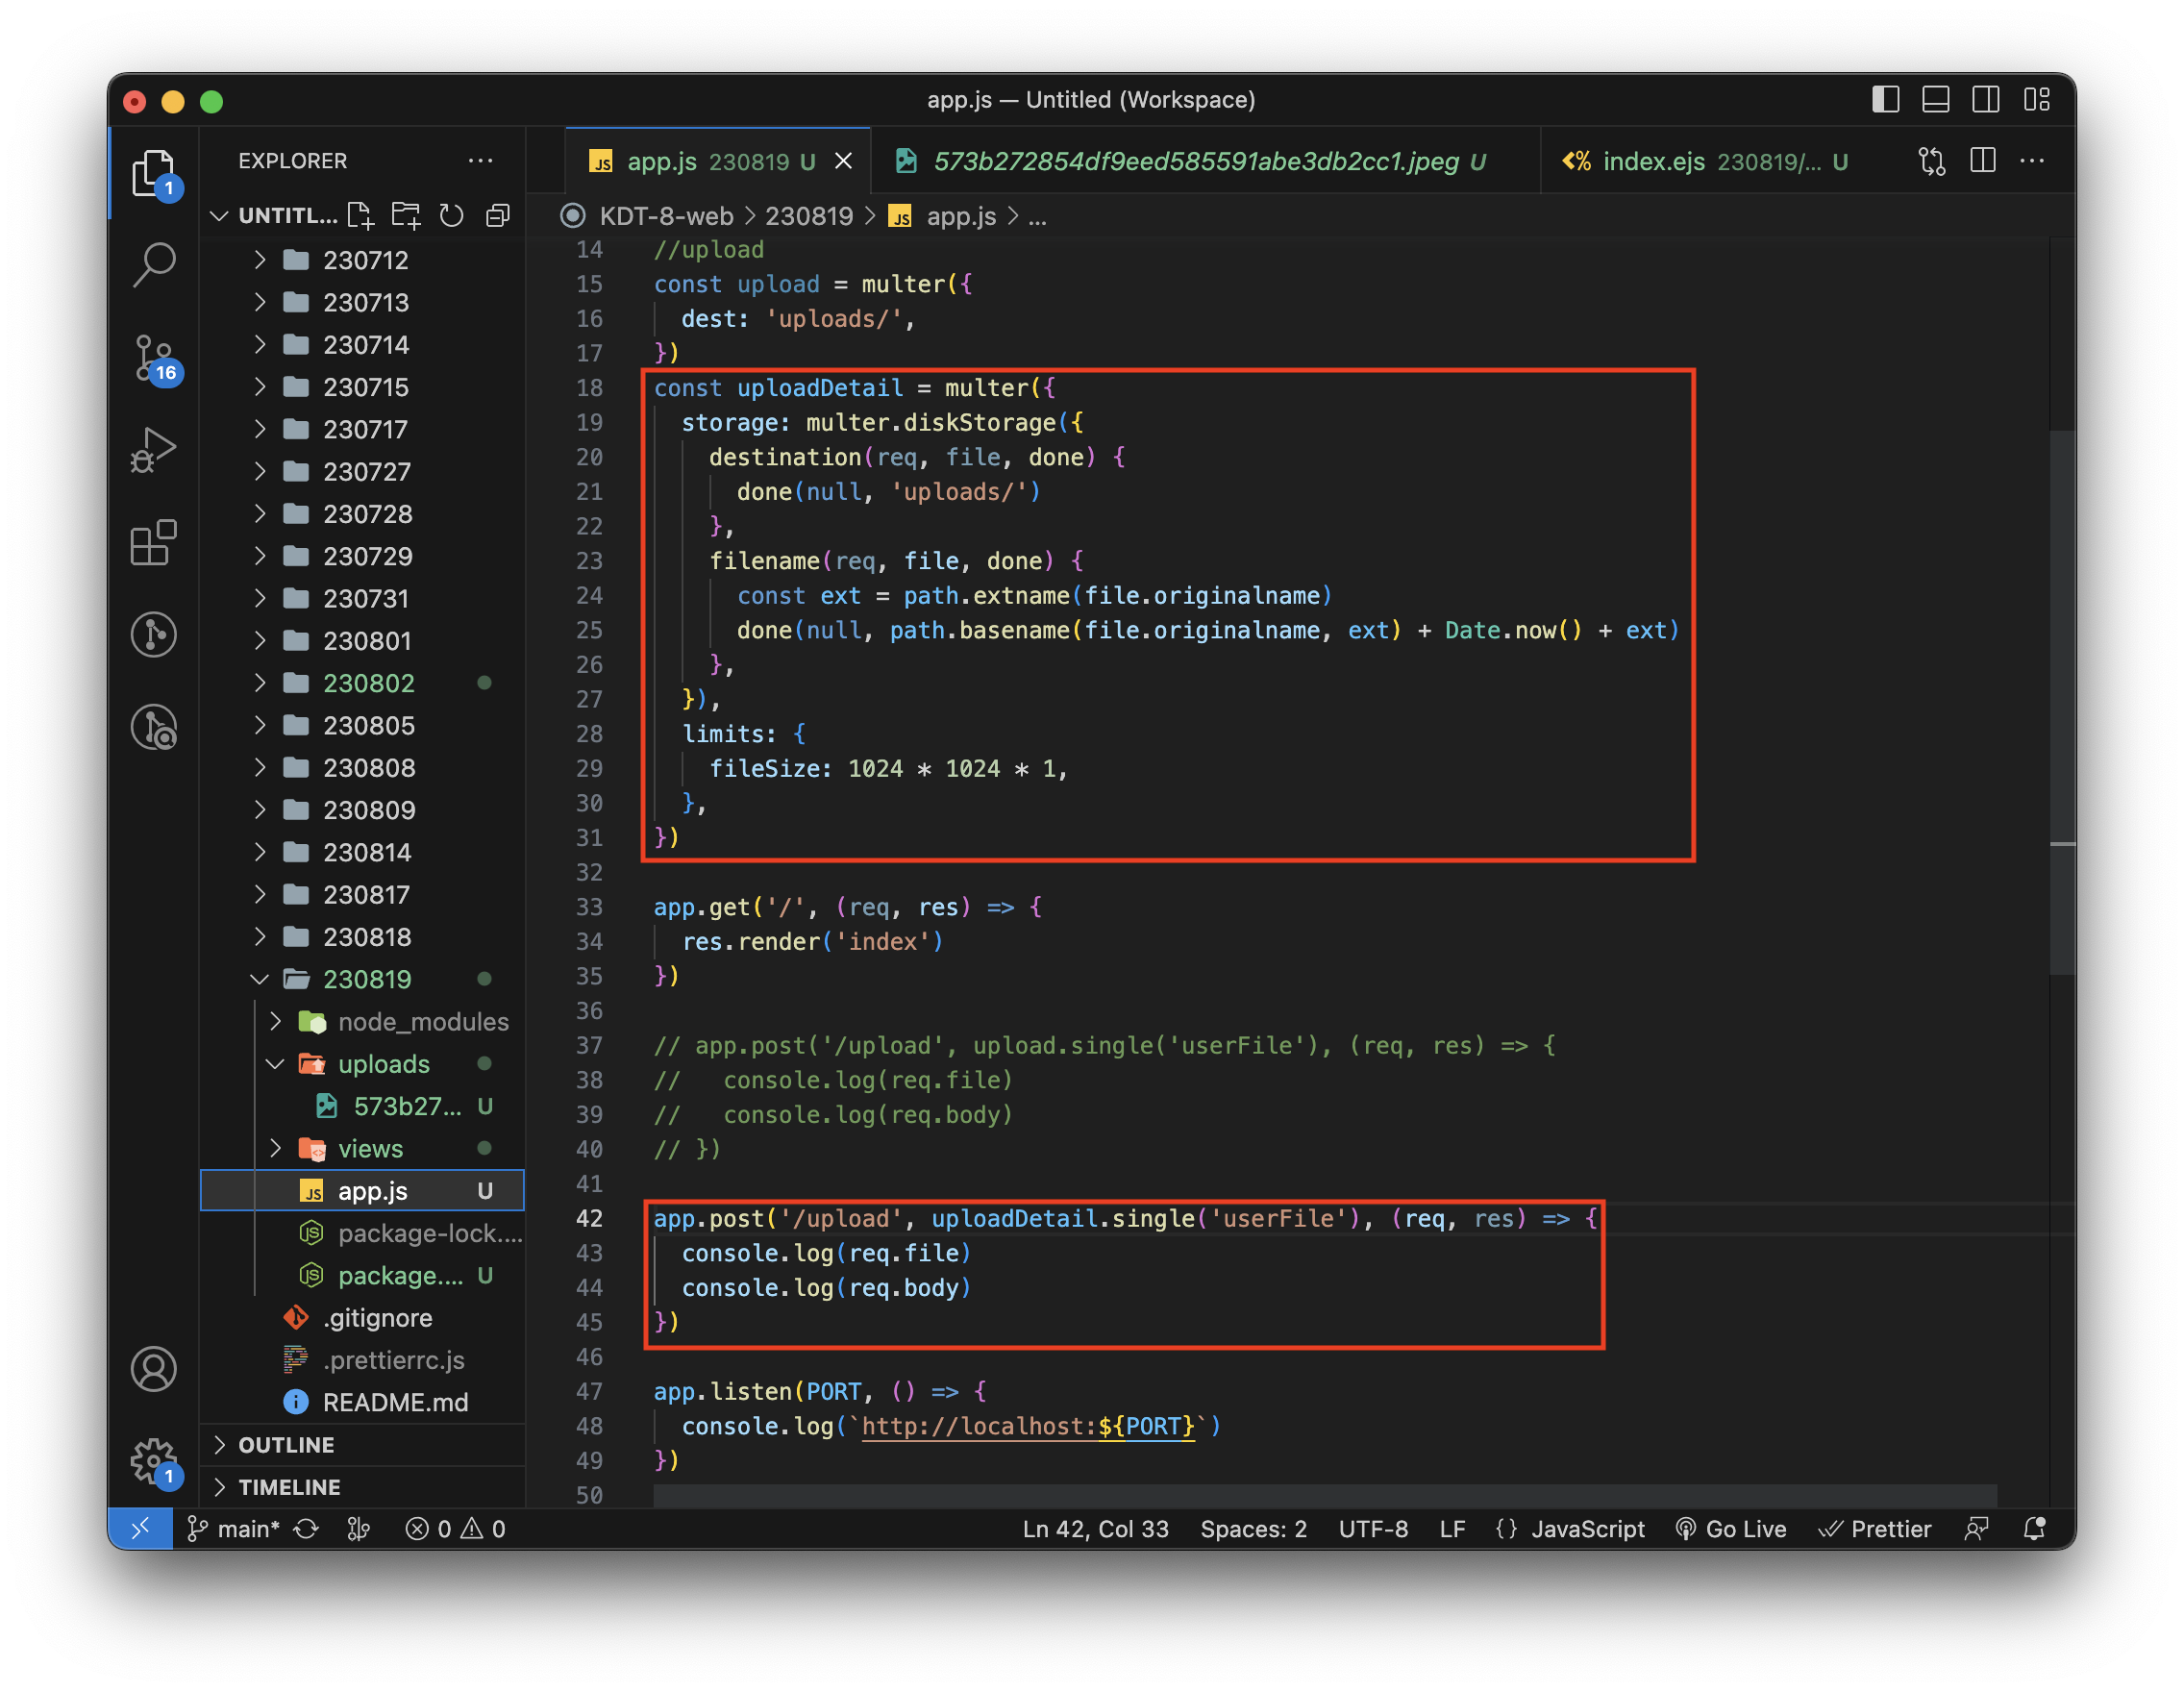 app.js — Untitled (Workspace)
EXPLORER
app.js 230819 U
573b272854df9eed585591abe3db2cc1.jpeg U
index.ejs 230819/... U
1
UNTITL...
KDT-8-web > 230819 > JS app.js > ...
230712
230713
230714
230715
230717
230727
230728
230729
230731
230801
230802
230805
230808
230809
230814
230817
230818
230819
node_modules
uploads
573b27... U
views
JS app.js U
package-lock....
package.... U
.gitignore
.prettierrc.js
README.md
OUTLINE
TIMELINE
16
1
14 //upload
15 const upload = multer({
16 dest: 'uploads/',
17 })
18 const uploadDetail = multer({
19 storage: multer.diskStorage({
20 destination(req, file, done) {
21 done(null, 'uploads/')
22 },
23 filename(req, file, done) {
24 const ext = path.extname(file.originalname)
25 done(null, path.basename(file.originalname, ext) + Date.now() + ext)
26 },
27 }),
28 limits: {
29 fileSize: 1024 * 1024 * 1,
30 },
31 })
32
33 app.get('/', (req, res) => {
34 res.render('index')
35 })
36
37 // app.post('/upload', upload.single('userFile'), (req, res) => {
38 //   console.log(req.file)
39 //   console.log(req.body)
40 // })
41
42 app.post('/upload', uploadDetail.single('userFile'), (req, res) => {
43 console.log(req.file)
44 console.log(req.body)
45 })
46
47 app.listen(PORT, () => {
48 console.log(`http://localhost:${PORT}`)
49 })
50
main* 0 0 Ln 42, Col 33 Spaces: 2 UTF-8 LF {} JavaScript Go Live Prettier